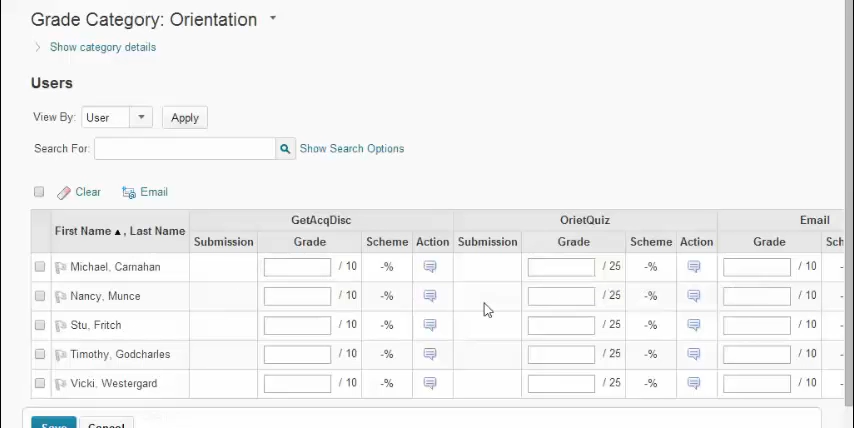 Grade Category: Orientation
Show category details
Users
View By: User Apply
Search For: Show Search Options
Clear Email
GetAcqDisc OrietQuiz Email
First Name ▲ , Last Name Submission Grade Scheme Action Submission Grade Scheme Action Grade Sch
Michael, Carnahan / 10 -% / 25 -% / 10 -
Nancy, Munce / 10 -% / 25 -% / 10 -
Stu, Fritch / 10 -% / 25 -% / 10 -
Timothy, Godcharles / 10 -% / 25 -% / 10 -
Vicki, Westergard / 10 -% / 25 -% / 10 -
Save Cancel